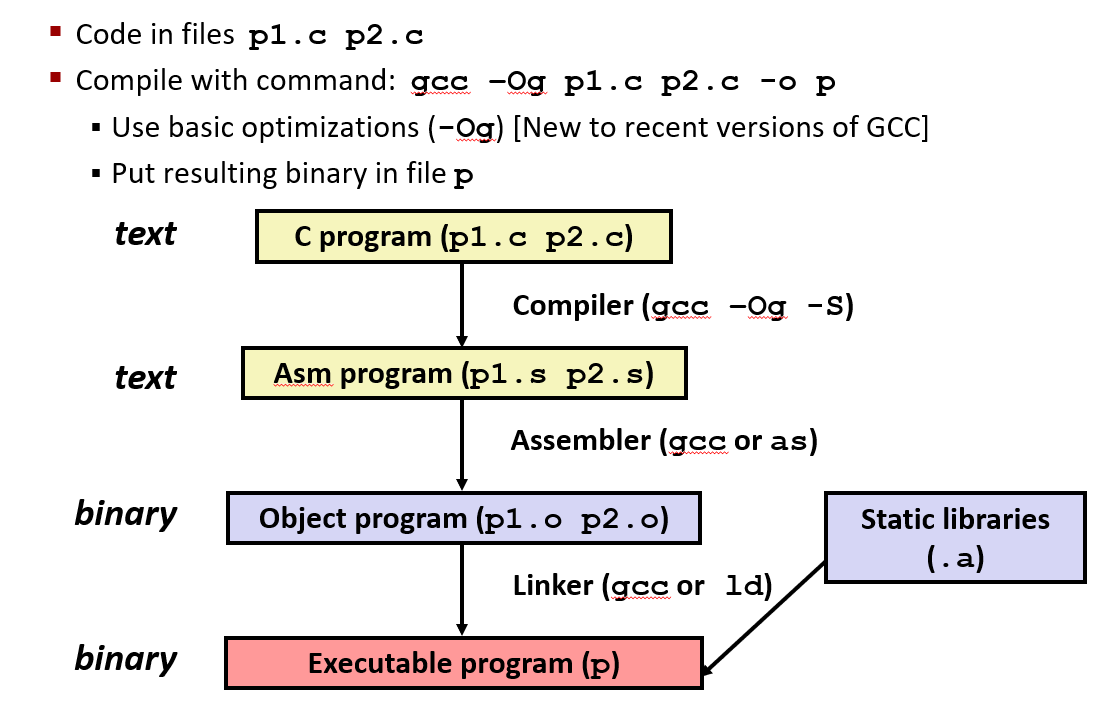 ▪ Code in files p1.c p2.c
▪ Compile with command: gcc –Og p1.c p2.c -o p
▪ Use basic optimizations (-Og) [New to recent versions of GCC]
▪ Put resulting binary in file p
text
C program (p1.c p2.c)
Compiler (gcc –Og -S)
text
Asm program (p1.s p2.s)
Assembler (gcc or as)
binary
Object program (p1.o p2.o)
Static libraries
(.a)
Linker (gcc or ld)
binary
Executable program (p)